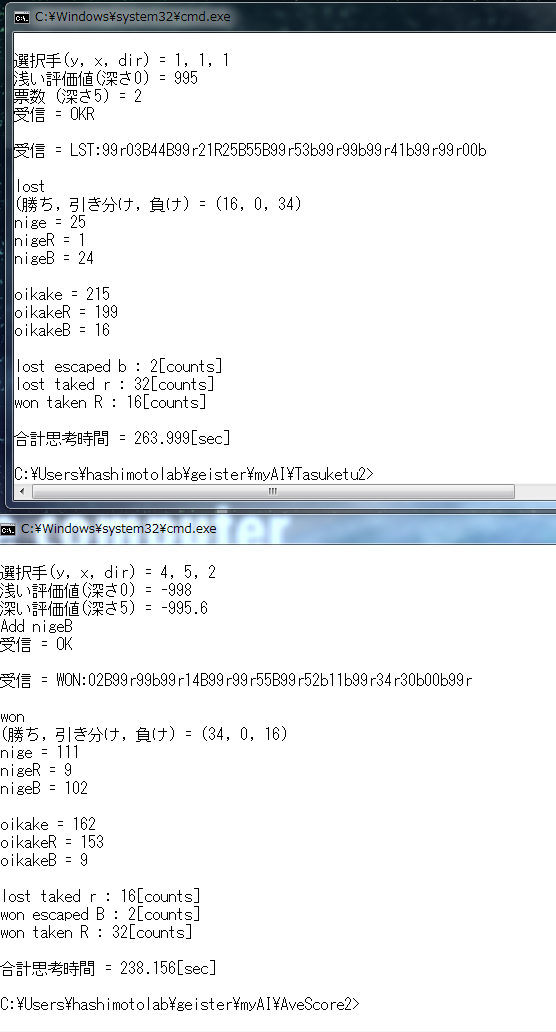 C:¥Windows¥system32¥cmd.exe
選択手(y, x, dir) = 1, 1, 1
浅い評価値(深さ0) = 995
票数 (深さ5) = 2
受信 = OKR
受信 = LST:99r03B44B99r21R25B55B99r53b99r99b99r41b99r99r00b
lost
(勝ち, 引き分け, 負け) = (16, 0, 34)
nige = 25
nigeR = 1
nigeB = 24
oikake = 215
oikakeR = 199
oikakeB = 16
lost escaped b : 2[counts]
lost taked r : 32[counts]
won taken R : 16[counts]
合計思考時間 = 263.999[sec]
C:¥Users¥hashimotolab¥geister¥myAI¥Tasuketu2>
computer
C:¥Windows¥system32¥cmd.exe
選択手(y, x, dir) = 4, 5, 2
浅い評価値(深さ0) = -998
深い評価値(深さ5) = -995.6
Add nigeB
受信 = OK
受信 = WON:02B99r99b99r14B99r99r55B99r52b11b99r34r30b00b99r
won
(勝ち, 引き分け, 負け) = (34, 0, 16)
nige = 111
nigeR = 9
nigeB = 102
oikake = 162
oikakeR = 153
oikakeB = 9
lost taked r : 16[counts]
won escaped B : 2[counts]
won taken R : 32[counts]
合計思考時間 = 238.156[sec]
C:¥Users¥hashimotolab¥geister¥myAI¥AveScore2>